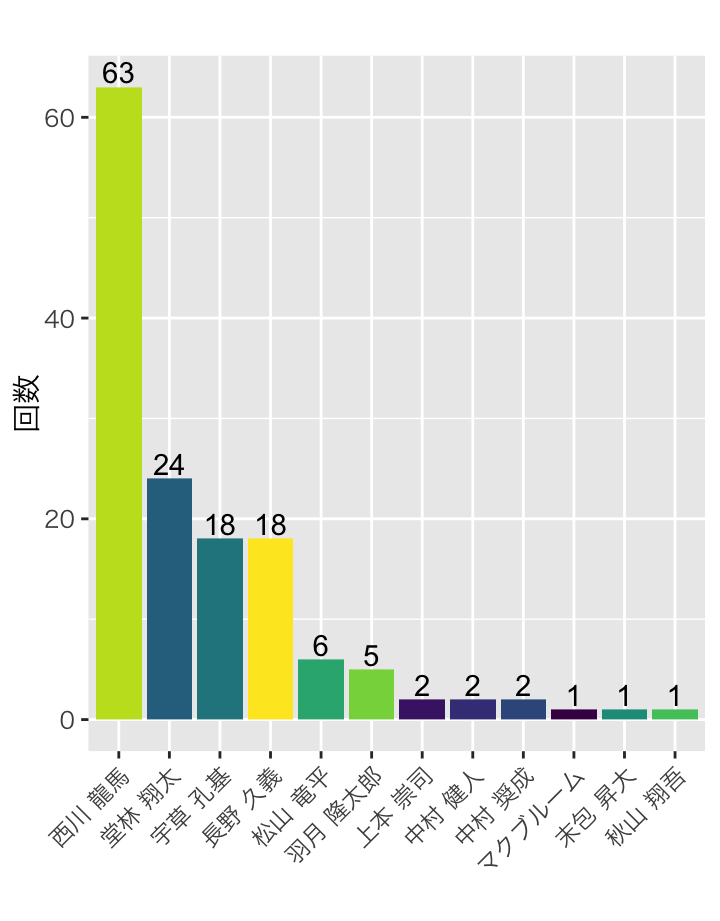 63
60
40
回数
24
20
18
18
6
5
2
2
2
1
1
1
0
西川 龍馬
堂林 翔太
宇草 孔基
長野 久義
松山 竜平
羽月 隆太郎
上本 崇司
中村 健人
中村 奨成
マクブルーム
末包 昇大
秋山 翔吾